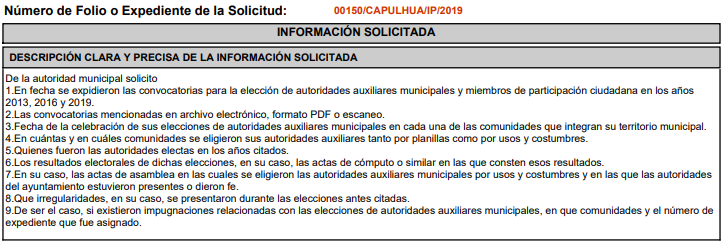 Número de Folio o Expediente de la Solicitud: 00150/CAPULHUA/IP/2019
INFORMACIÓN SOLICITADA
DESCRIPCIÓN CLARA Y PRECISA DE LA INFORMACIÓN SOLICITADA
De la autoridad municipal solicito
1.En fecha se expidieron las convocatorias para la elección de autoridades auxiliares municipales y miembros de participación ciudadana en los años
2013, 2016 y 2019.
2.Las convocatorias mencionadas en archivo electrónico, formato PDF o escaneo.
3.Fecha de la celebración de sus elecciones de autoridades auxiliares municipales en cada una de las comunidades que integran su territorio municipal.
4.En cuántas y en cuáles comunidades se eligieron sus autoridades auxiliares tanto por planillas como por usos y costumbres.
5.Quienes fueron las autoridades electas en los años citados.
6.Los resultados electorales de dichas elecciones, en su caso, las actas de cómputo o similar en las que consten esos resultados.
7.En su caso, las actas de asamblea en las cuales se eligieron las autoridades auxiliares municipales por usos y costumbres y en las que las autoridades
del ayuntamiento estuvieron presentes o dieron fe.
8.Que irregularidades, en su caso, se presentaron durante las elecciones antes citadas.
9.De ser el caso, si existieron impugnaciones relacionadas con las elecciones de autoridades auxiliares municipales, en que comunidades y el número de
expediente que fue asignado.